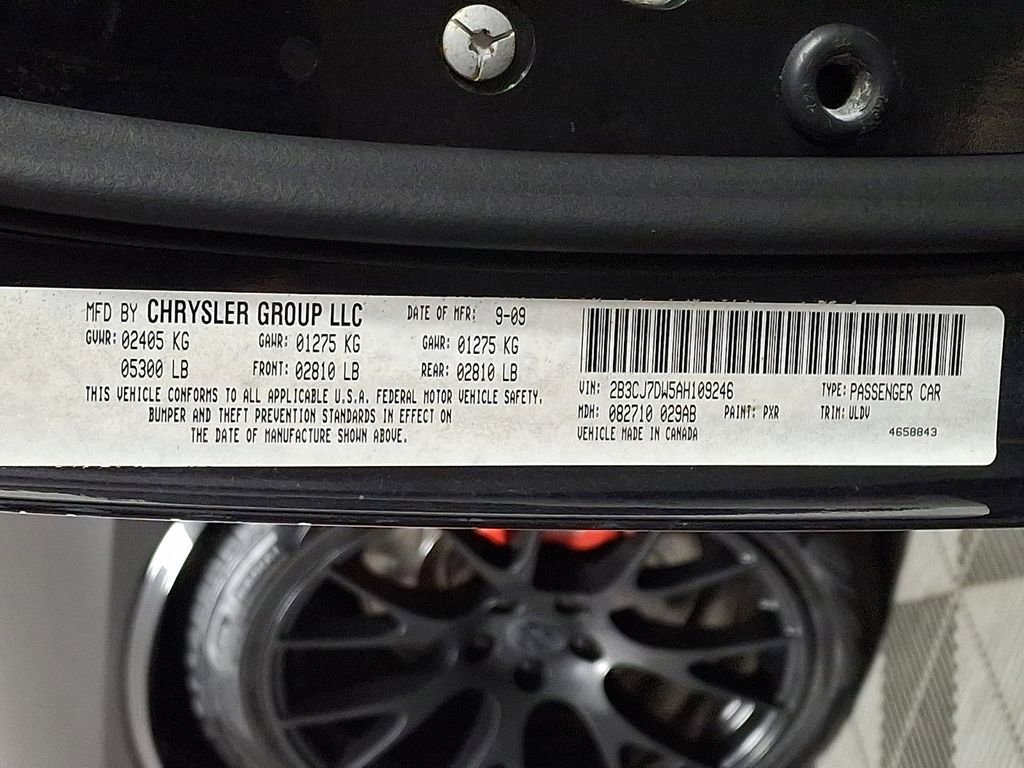 MFD BY CHRYSLER GROUP LLC DATE OF MFR: 9-09
GVWR: 02405 KG GAWR: 01275 KG GAWR: 01275 KG
05300 LB FRONT: 02810 LB REAR: 02810 LB
THIS VEHICLE CONFORMS TO ALL APPLICABLE U.S.A. FEDERAL MOTOR VEHICLE SAFETY,
BUMPER AND THEFT PREVENTION STANDARDS IN EFFECT ON
THE DATE OF MANUFACTURE SHOWN ABOVE.
VIN: 2B3CJ7DW5AH109246 TYPE: PASSENGER CAR
MDH: 082710 029AB PAINT: PXR TRIM: ULDV
VEHICLE MADE IN CANADA 4658843